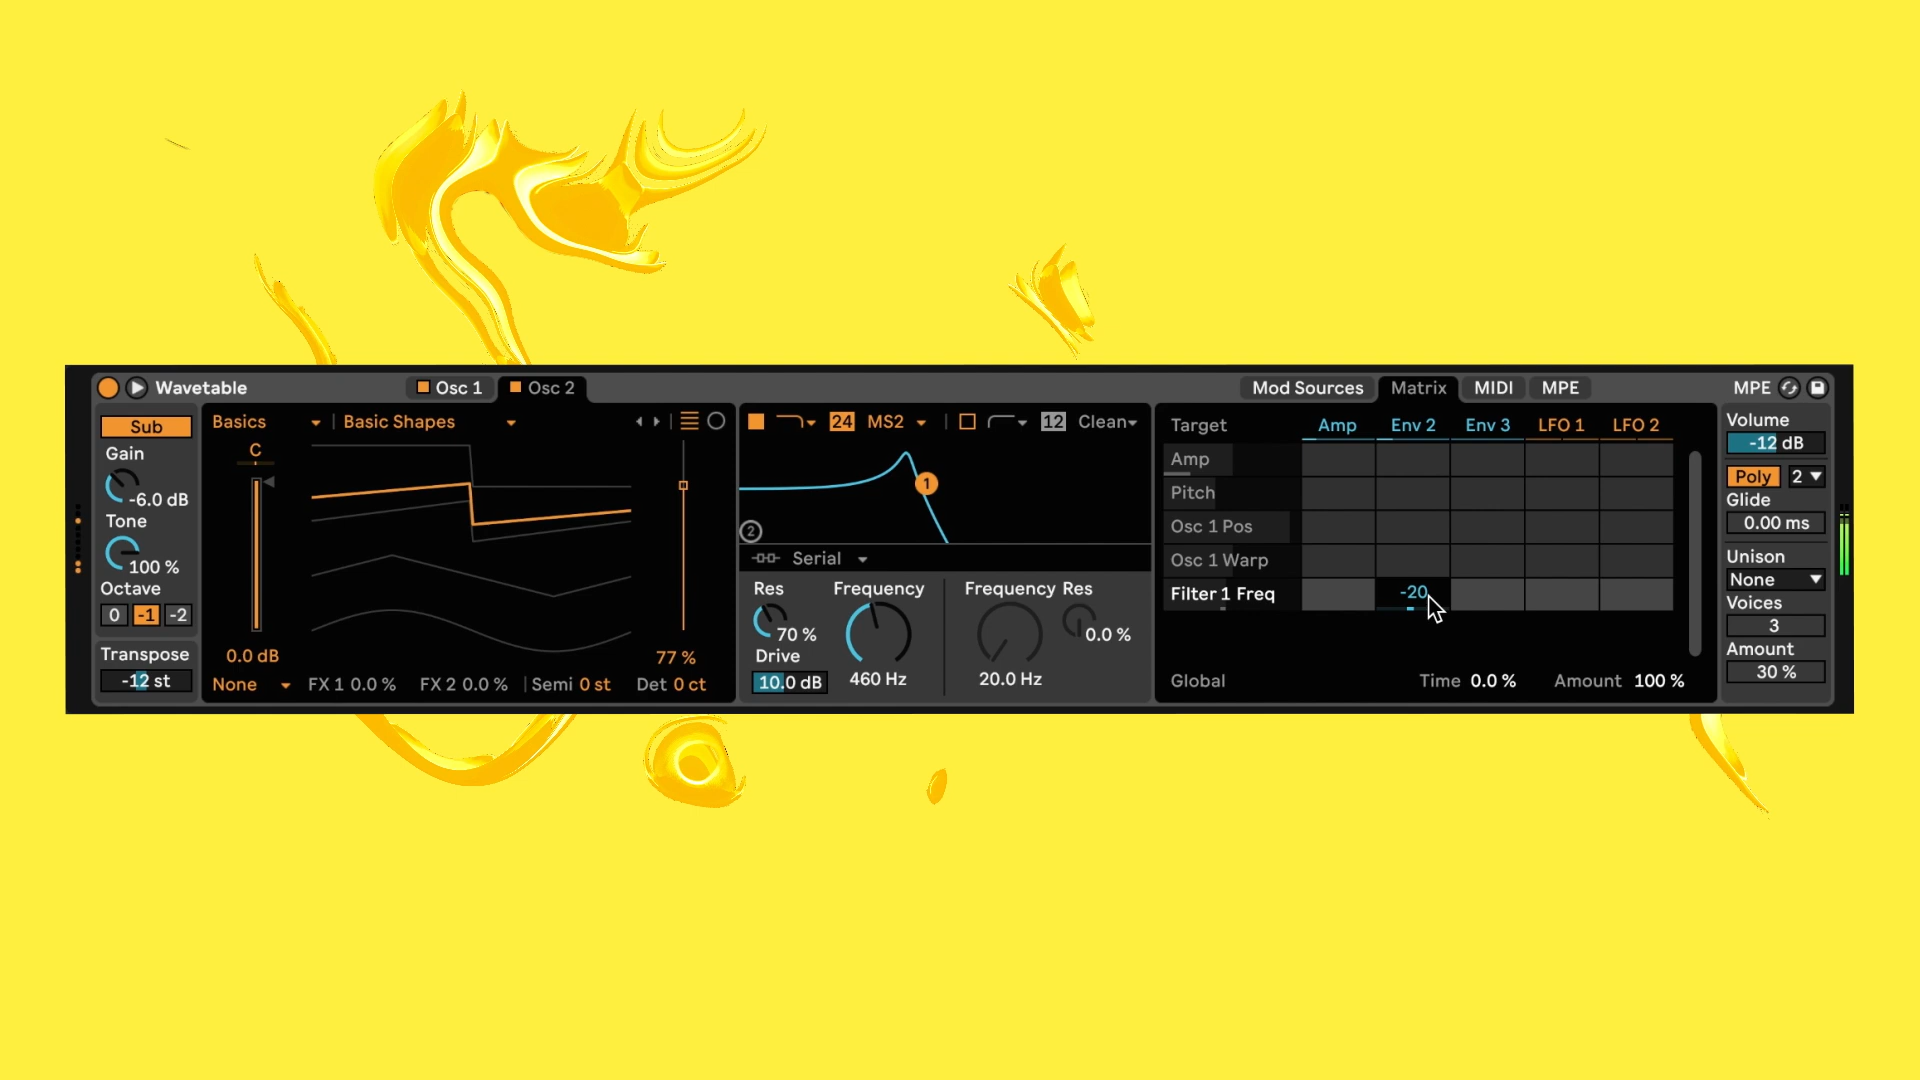 Wavetable
Osc 1
Osc 2
Mod Sources
Matrix
MIDI
MPE
MPE
Sub
Gain
-6.0 dB
Tone
100 %
Octave
0
-1
-2
Transpose
-12 st
Basics
Basic Shapes
C
0.0 dB
77 %
None
FX 1 0.0 %
FX 2 0.0 %
Semi 0 st
Det 0 ct
24
MS2
12
Clean
1
2
Serial
Res
70 %
Drive
10.0 dB
Frequency
460 Hz
Frequency
20.0 Hz
Res
0.0 %
Target
Amp
Env 2
Env 3
LFO 1
LFO 2
Amp
Pitch
Osc 1 Pos
Osc 1 Warp
Filter 1 Freq
-20
Global
Time 0.0 %
Amount 100 %
Volume
-12 dB
Poly
2
Glide
0.00 ms
Unison
None
Voices
3
Amount
30 %